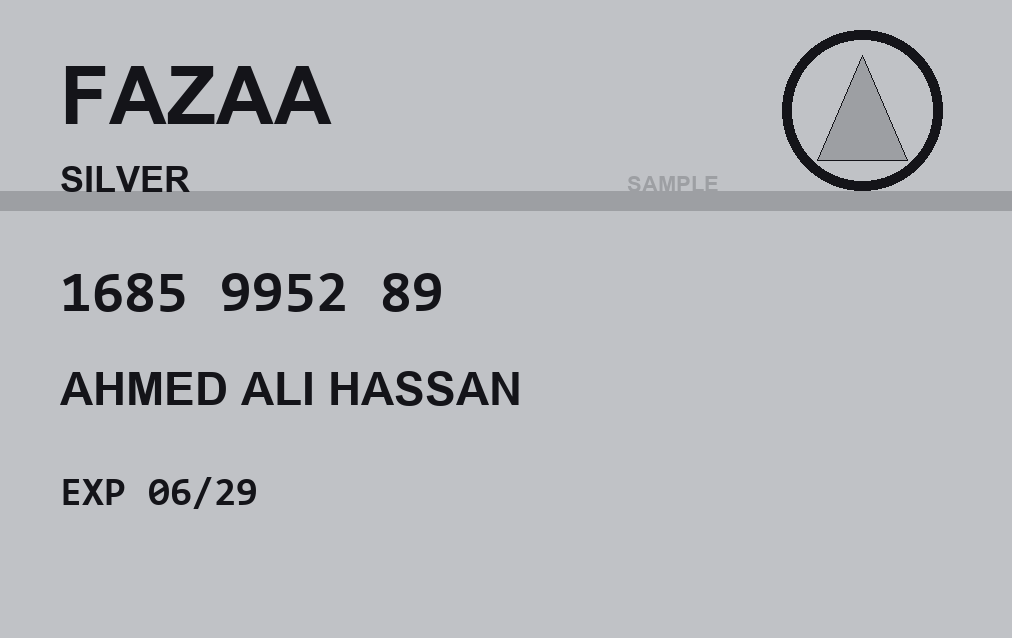 FAZAA
SILVER
SAMPLE
1685 9952 89
AHMED ALI HASSAN
EXP 06/29